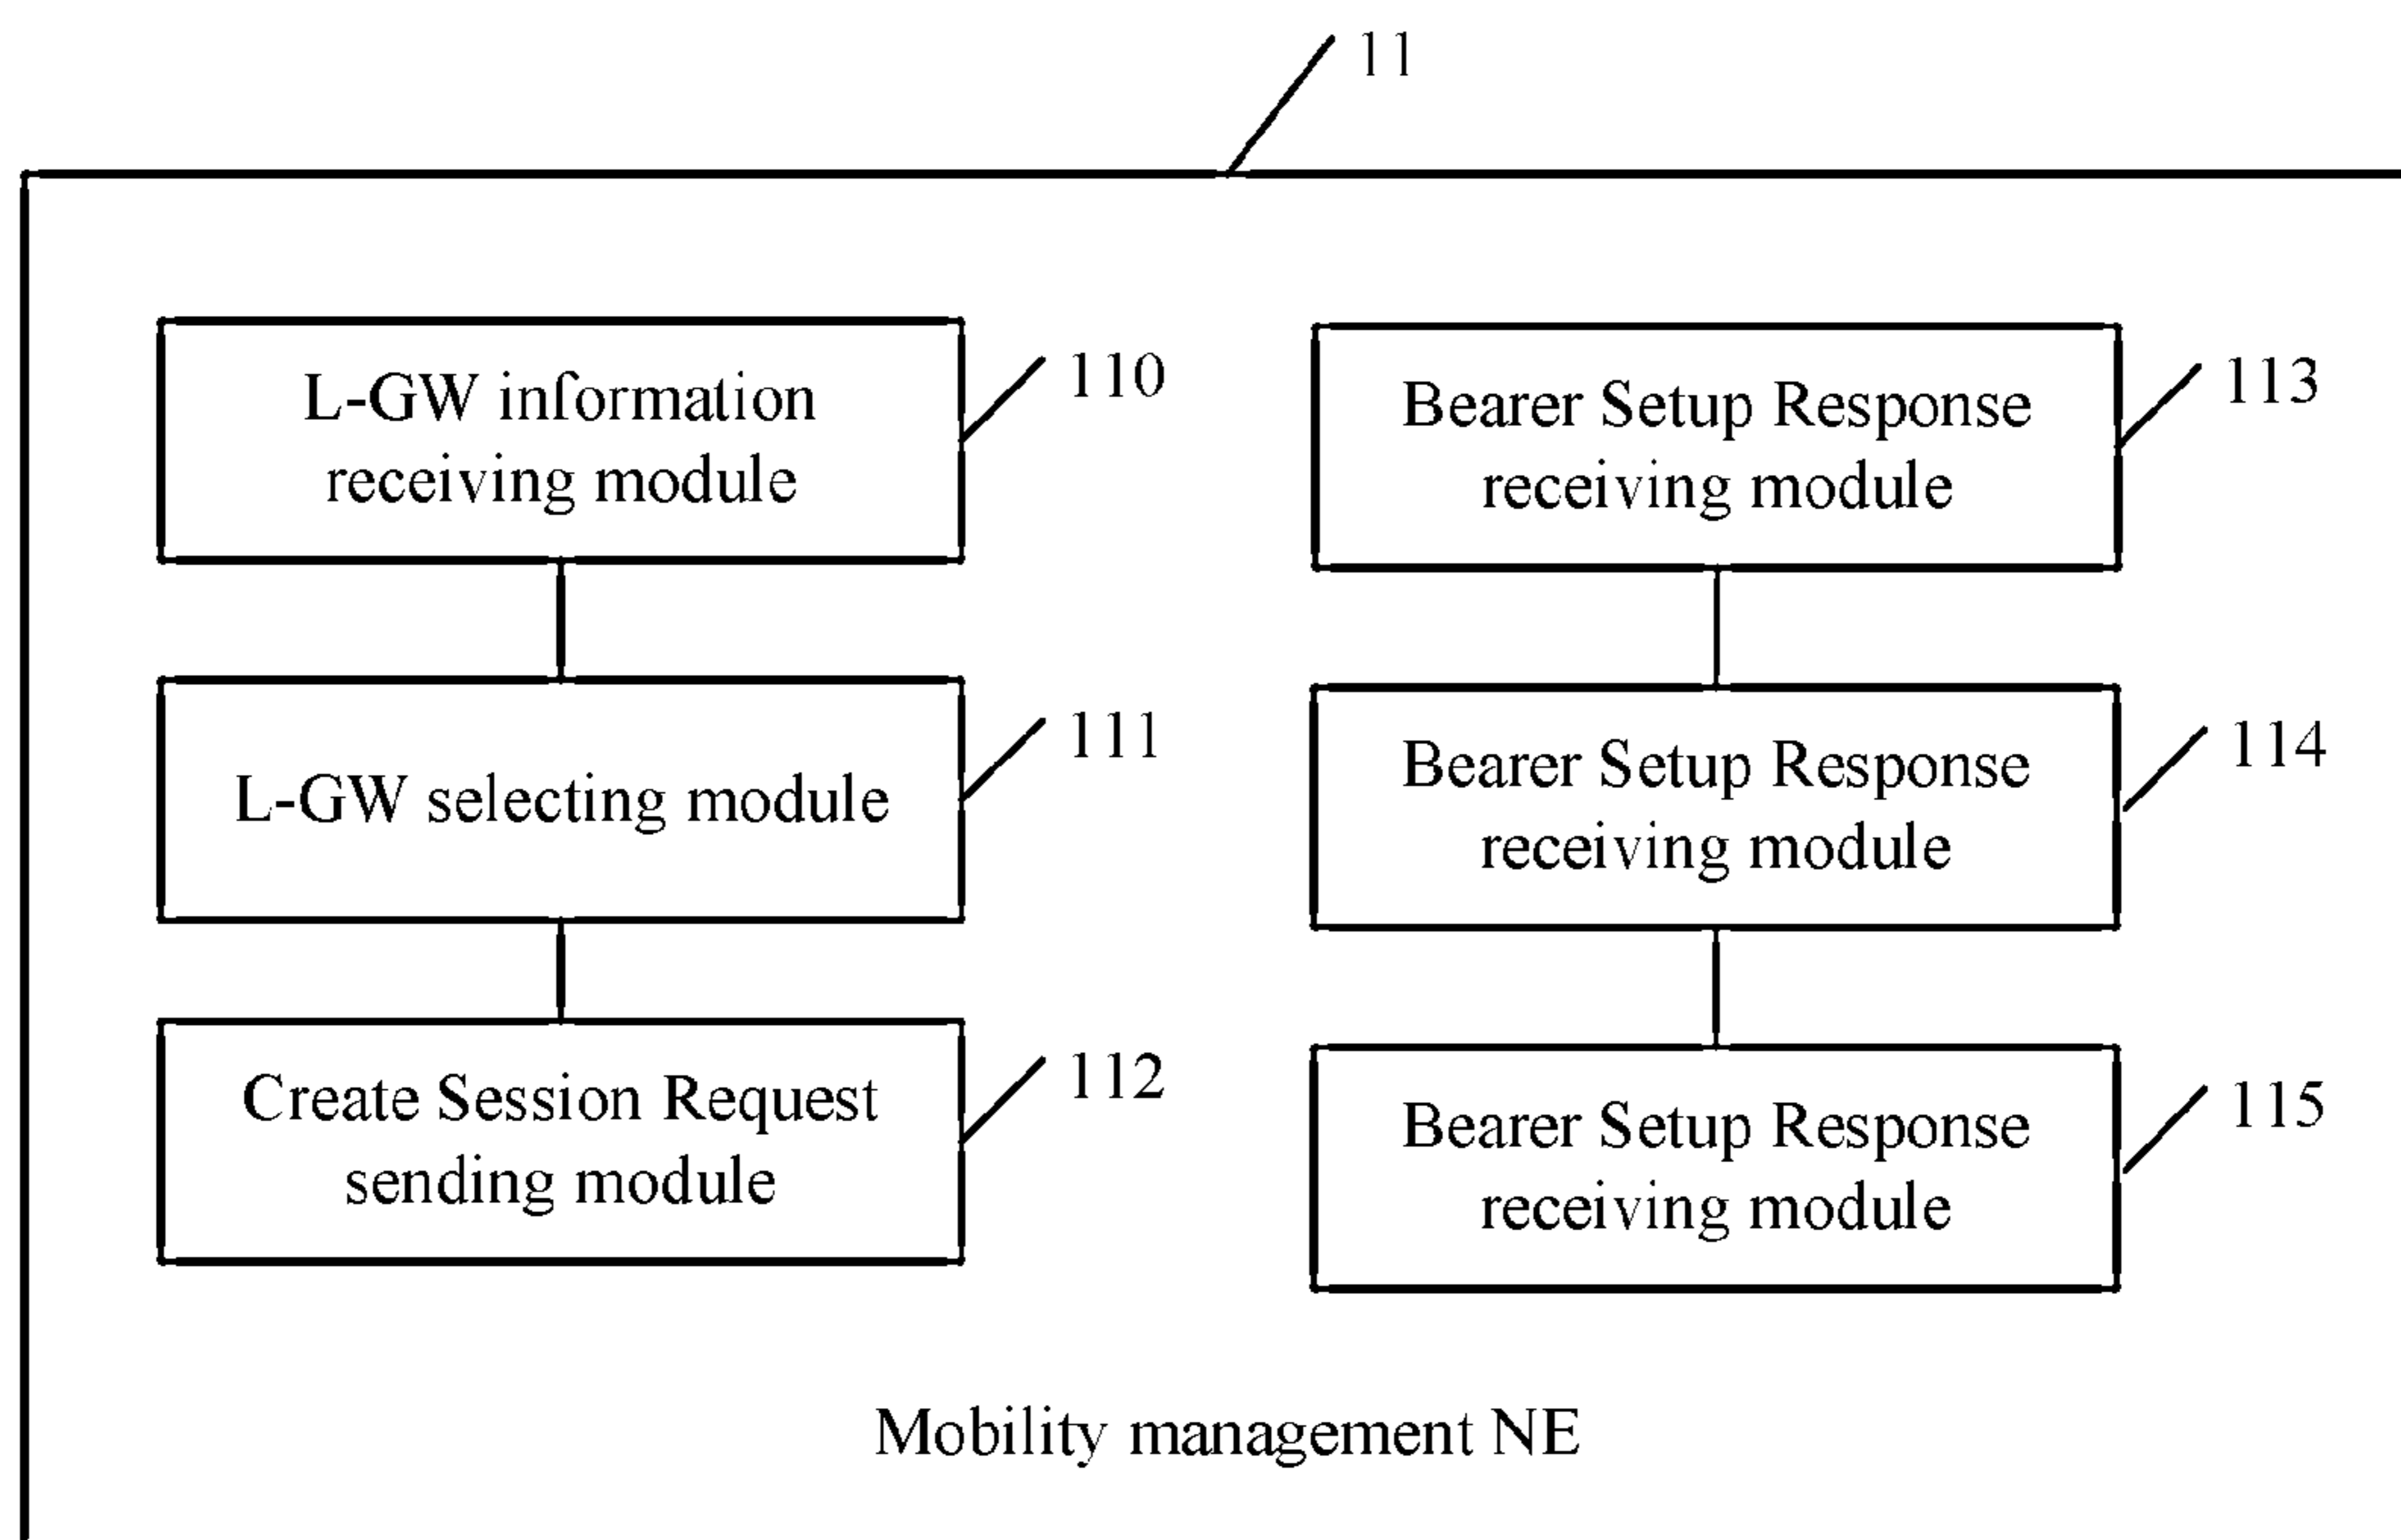 11
L-GW information
receiving module
110
L-GW selecting module
111
Create Session Request
sending module
112
Bearer Setup Response
receiving module
113
Bearer Setup Response
receiving module
114
Bearer Setup Response
receiving module
115
Mobility management NE